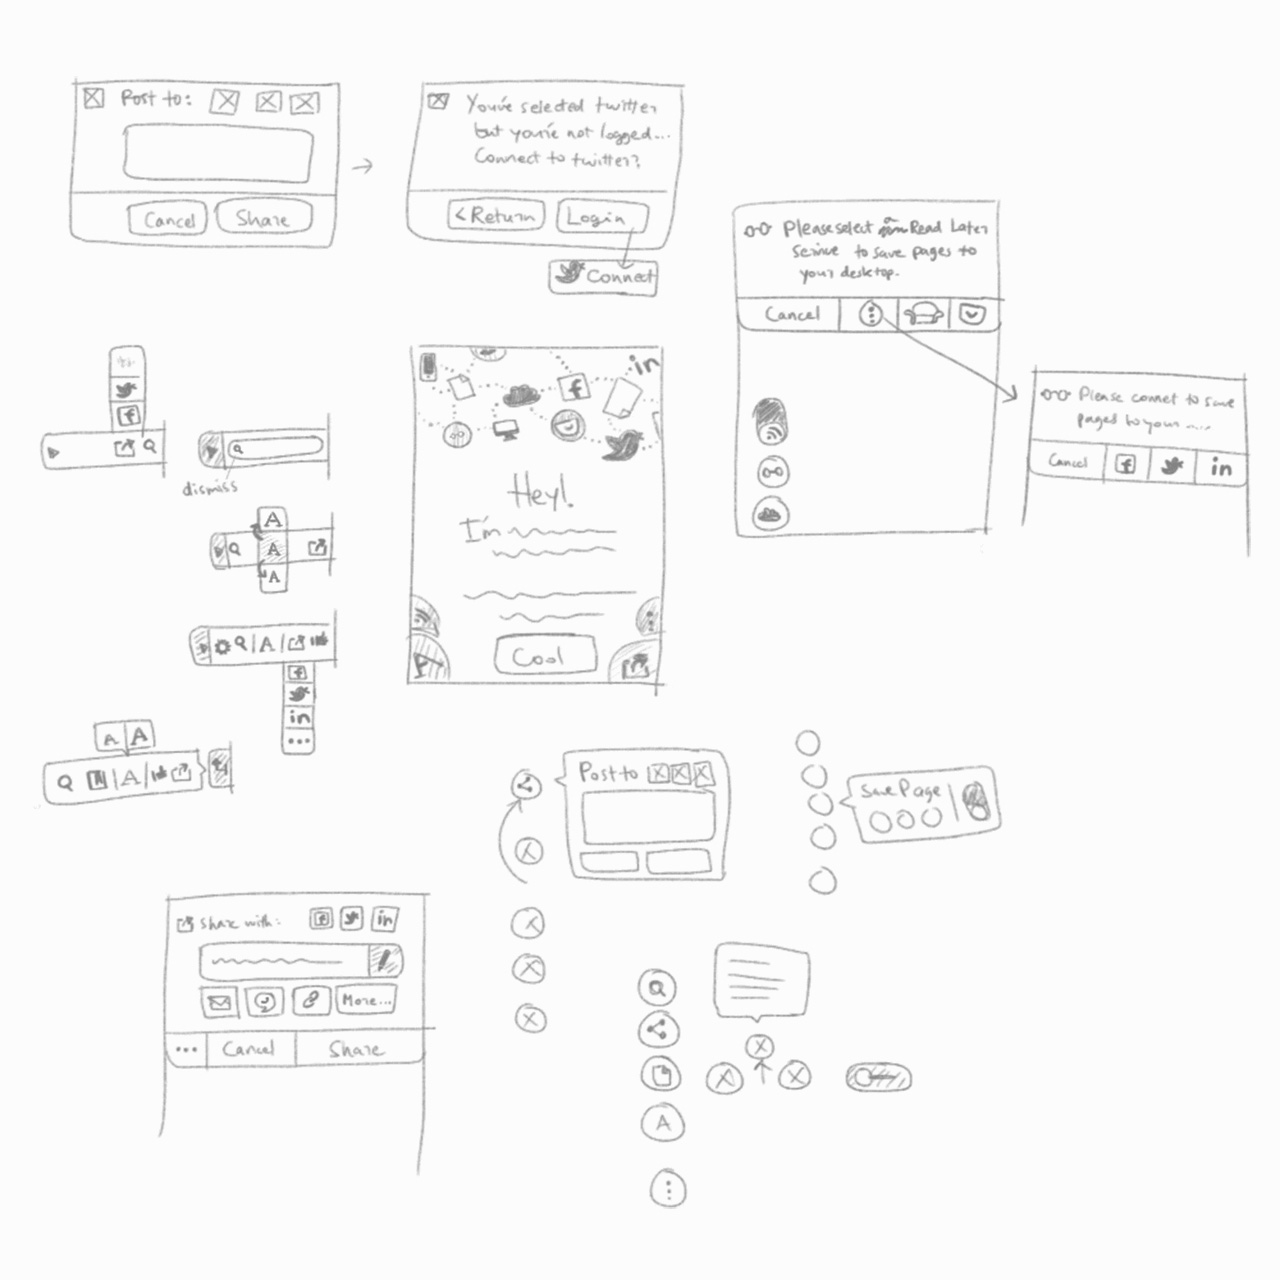 Post to:
Cancel
Share
You've selected twitter
but you're not logged...
Connect to twitter?
< Return
Login
Connect
Please select a Read Later
Service to save pages to
your desktop.
Cancel
Please connet to save
pages to your ....
Cancel
f
in
f
dismiss
A
A
A
A
f
in
...
A A
A
in
f
Hey!
I'm
Cool
A
Post to
Save Page
Share with:
f
in
More...
...
Cancel
Share
A